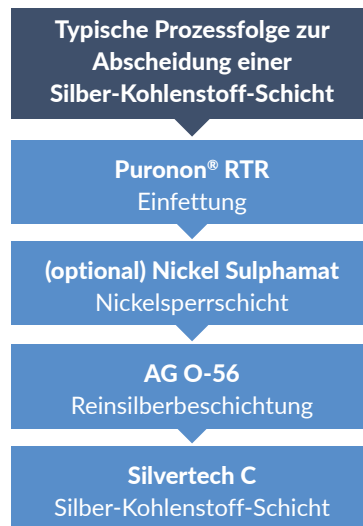 Typische Prozessfolge zur
Abscheidung einer
Silber-Kohlenstoff-Schicht
Puronon® RTR
Einfettung
(optional) Nickel Sulphamat
Nickelsperrschicht
AG O-56
Reinsilberbeschichtung
Silvertech C
Silber-Kohlenstoff-Schicht